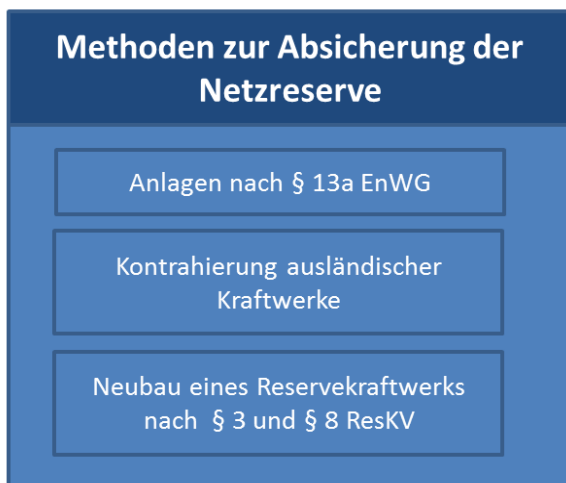 Methoden zur Absicherung der
Netzreserve
Anlagen nach § 13a EnWG
Kontrahierung ausländischer
Kraftwerke
Neubau eines Reservekraftwerks
nach § 3 und § 8 ResKV